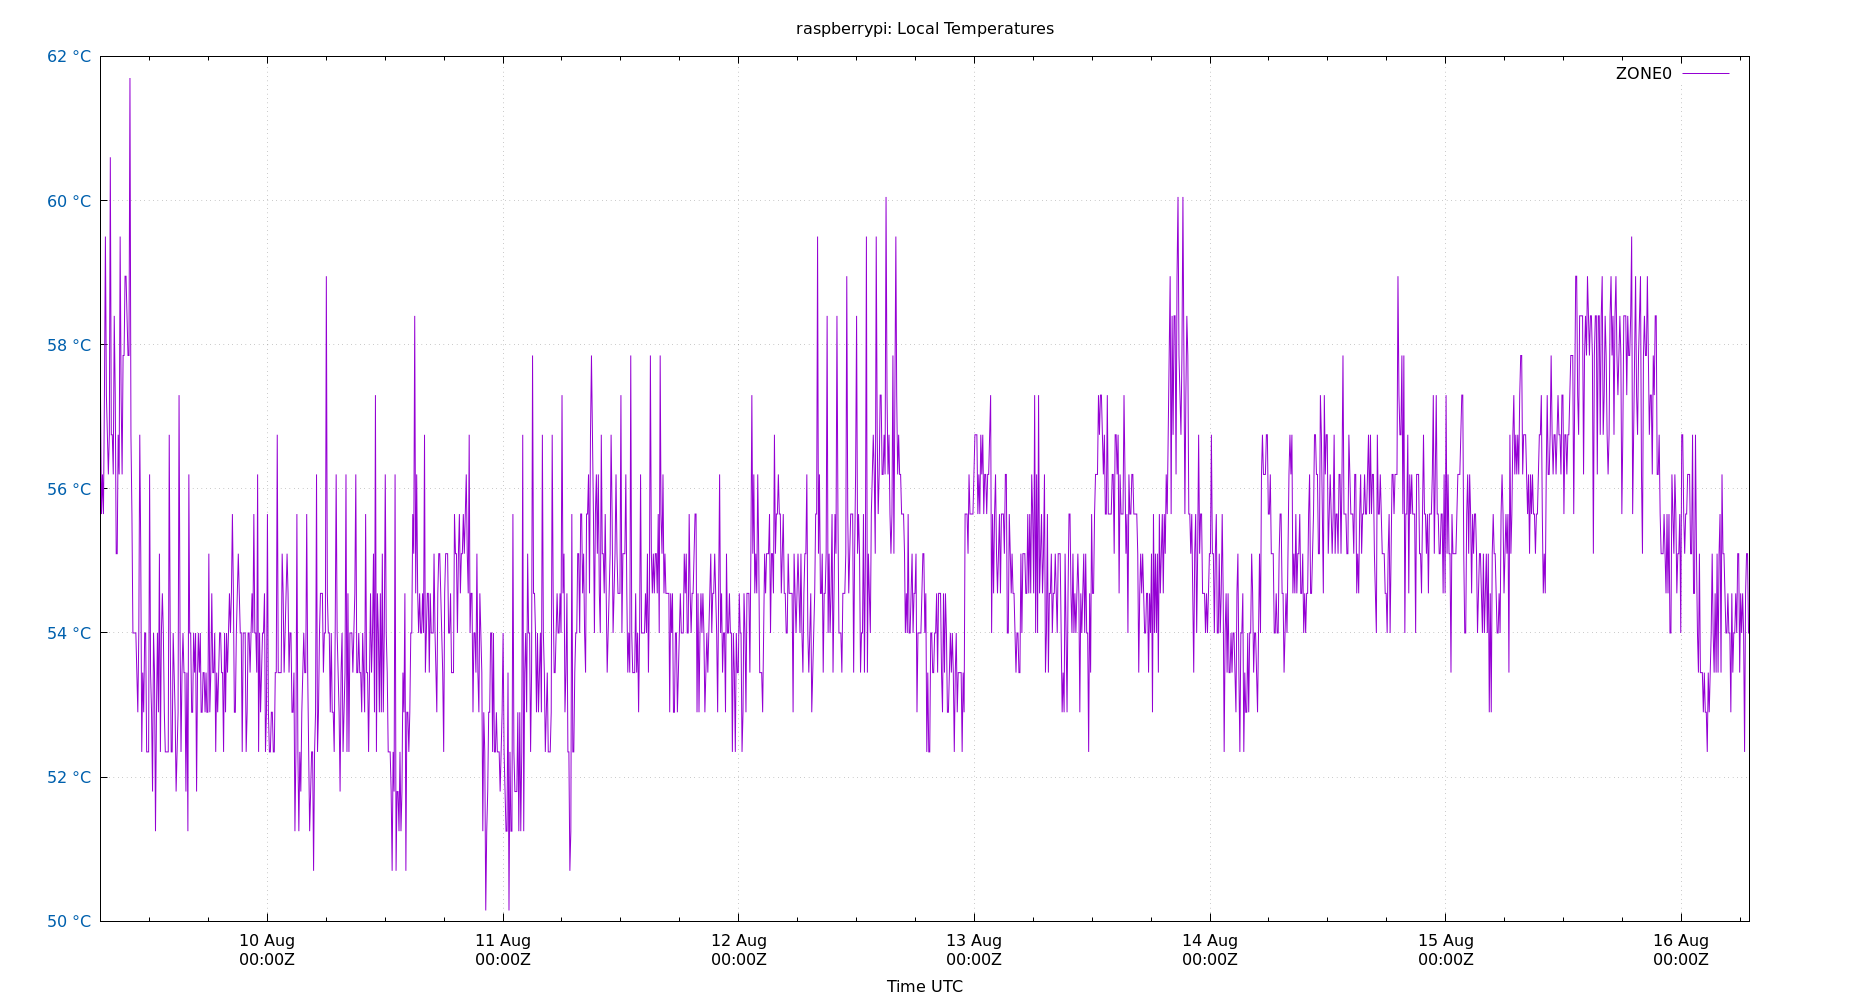 raspberrypi: Local Temperatures
62 °C
ZONE0
60 °C
58 °C
56 °C
54 °C
52 °C
50 °C
10 Aug 11 Aug 12 Aug 13 Aug 14 Aug 15 Aug 16 Aug
00:00Z 00:00Z 00:00Z 00:00Z 00:00Z 00:00Z 00:00Z
Time UTC